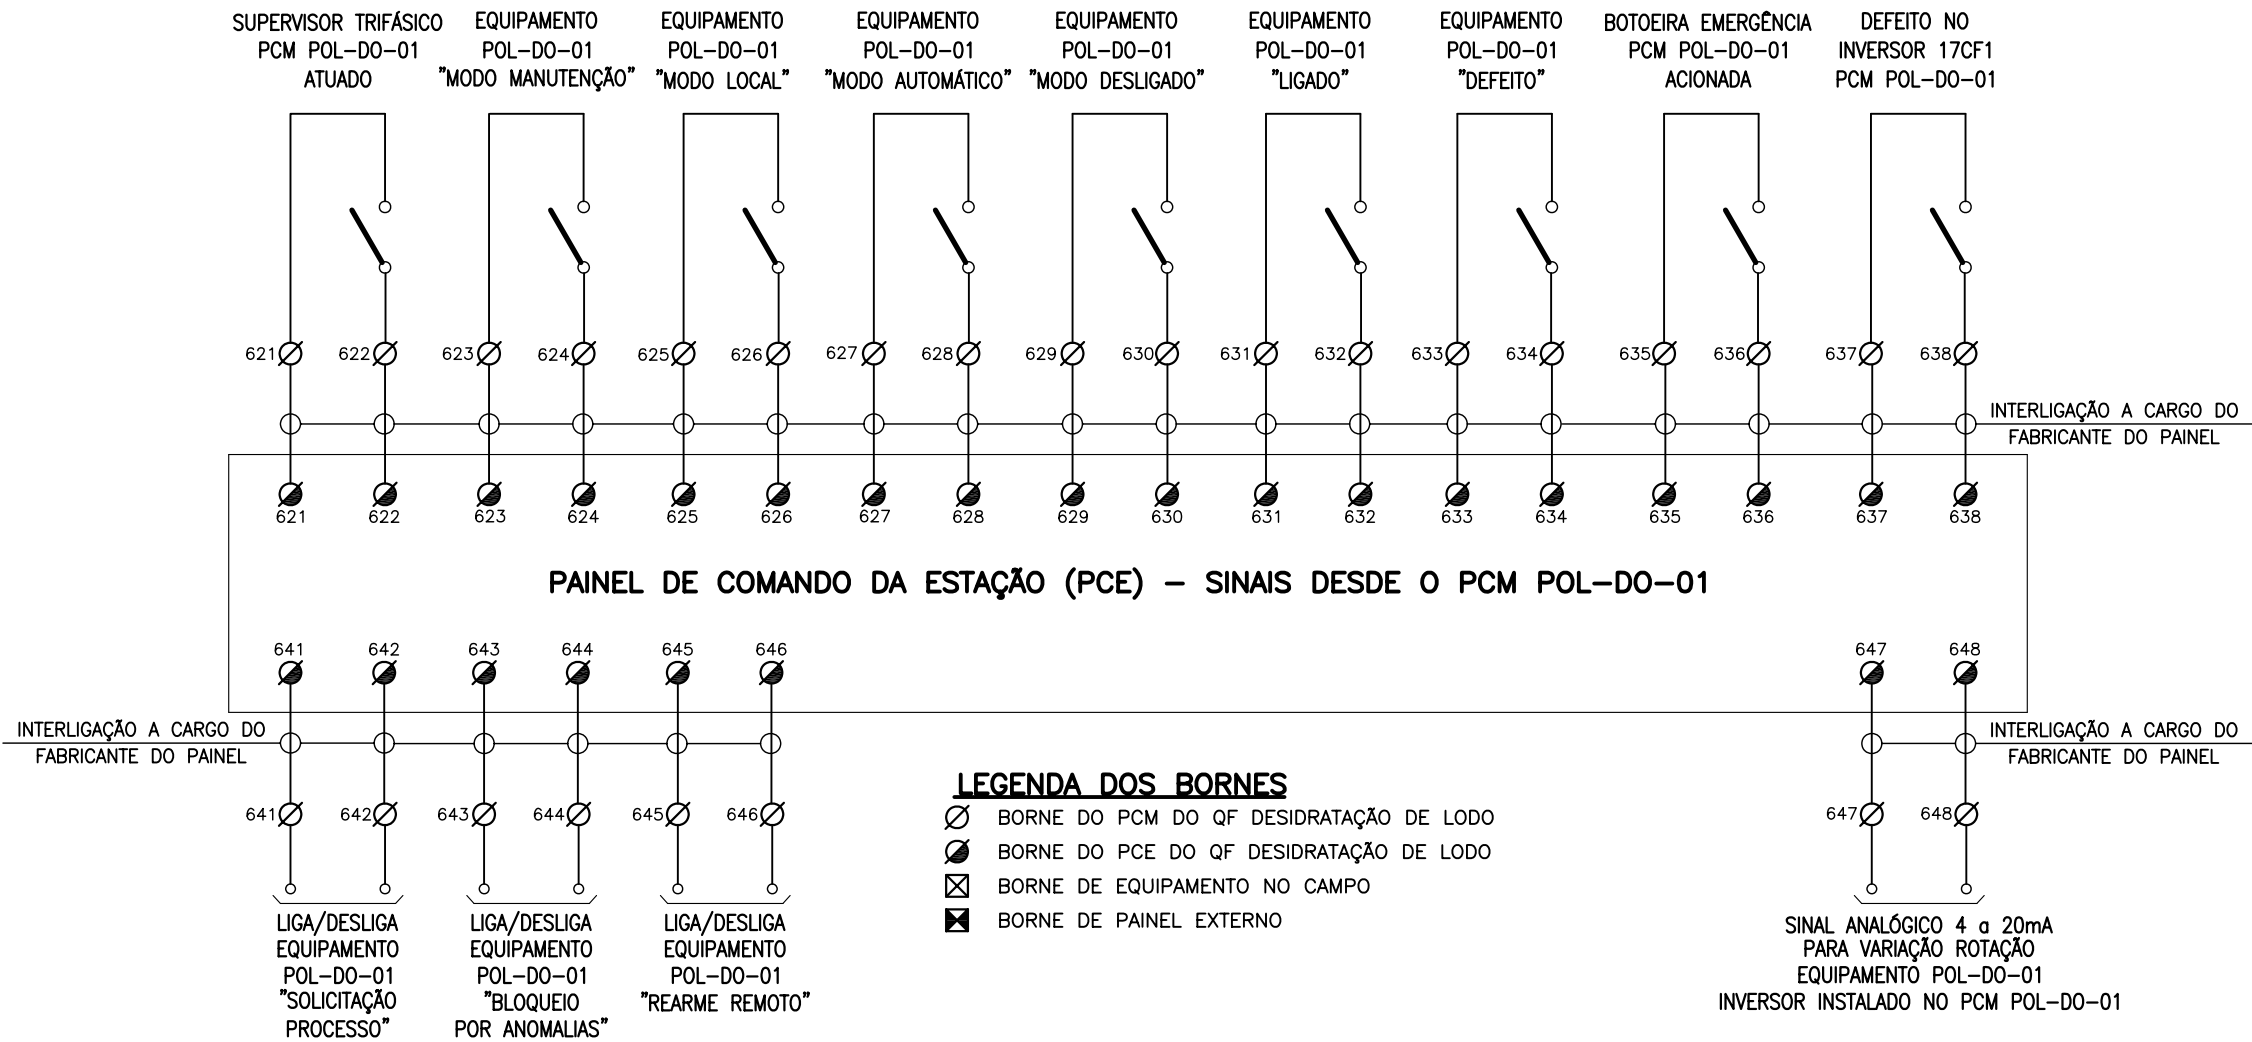 SUPERVISOR TRIFÁSICO
PCM POL-DO-01
ATUADO
EQUIPAMENTO
POL-DO-01
"MODO MANUTENÇÃO"
EQUIPAMENTO
POL-DO-01
"MODO LOCAL"
EQUIPAMENTO
POL-DO-01
"MODO AUTOMÁTICO"
EQUIPAMENTO
POL-DO-01
"MODO DESLIGADO"
EQUIPAMENTO
POL-DO-01
"LIGADO"
EQUIPAMENTO
POL-DO-01
"DEFEITO"
BOTOEIRA EMERGÊNCIA
PCM POL-DO-01
ACIONADA
DEFEITO NO
INVERSOR 17CF1
PCM POL-DO-01
621 622 623 624 625 626 627 628 629 630 631 632 633 634 635 636 637 638
INTERLIGAÇÃO A CARGO DO
FABRICANTE DO PAINEL
621 622 623 624 625 626 627 628 629 630 631 632 633 634 635 636 637 638
PAINEL DE COMANDO DA ESTAÇÃO (PCE) - SINAIS DESDE O PCM POL-DO-01
641 642 643 644 645 646 647 648
INTERLIGAÇÃO A CARGO DO
FABRICANTE DO PAINEL
INTERLIGAÇÃO A CARGO DO
FABRICANTE DO PAINEL
641 642 643 644 645 646 647 648
LIGA/DESLIGA
EQUIPAMENTO
POL-DO-01
"SOLICITAÇÃO
PROCESSO"
LIGA/DESLIGA
EQUIPAMENTO
POL-DO-01
"BLOQUEIO
POR ANOMALIAS"
LIGA/DESLIGA
EQUIPAMENTO
POL-DO-01
"REARME REMOTO"
LEGENDA DOS BORNES
BORNE DO PCM DO QF DESIDRATAÇÃO DE LODO
BORNE DO PCE DO QF DESIDRATAÇÃO DE LODO
BORNE DE EQUIPAMENTO NO CAMPO
BORNE DE PAINEL EXTERNO
SINAL ANALÓGICO 4 a 20mA
PARA VARIAÇÃO ROTAÇÃO
EQUIPAMENTO POL-DO-01
INVERSOR INSTALADO NO PCM POL-DO-01